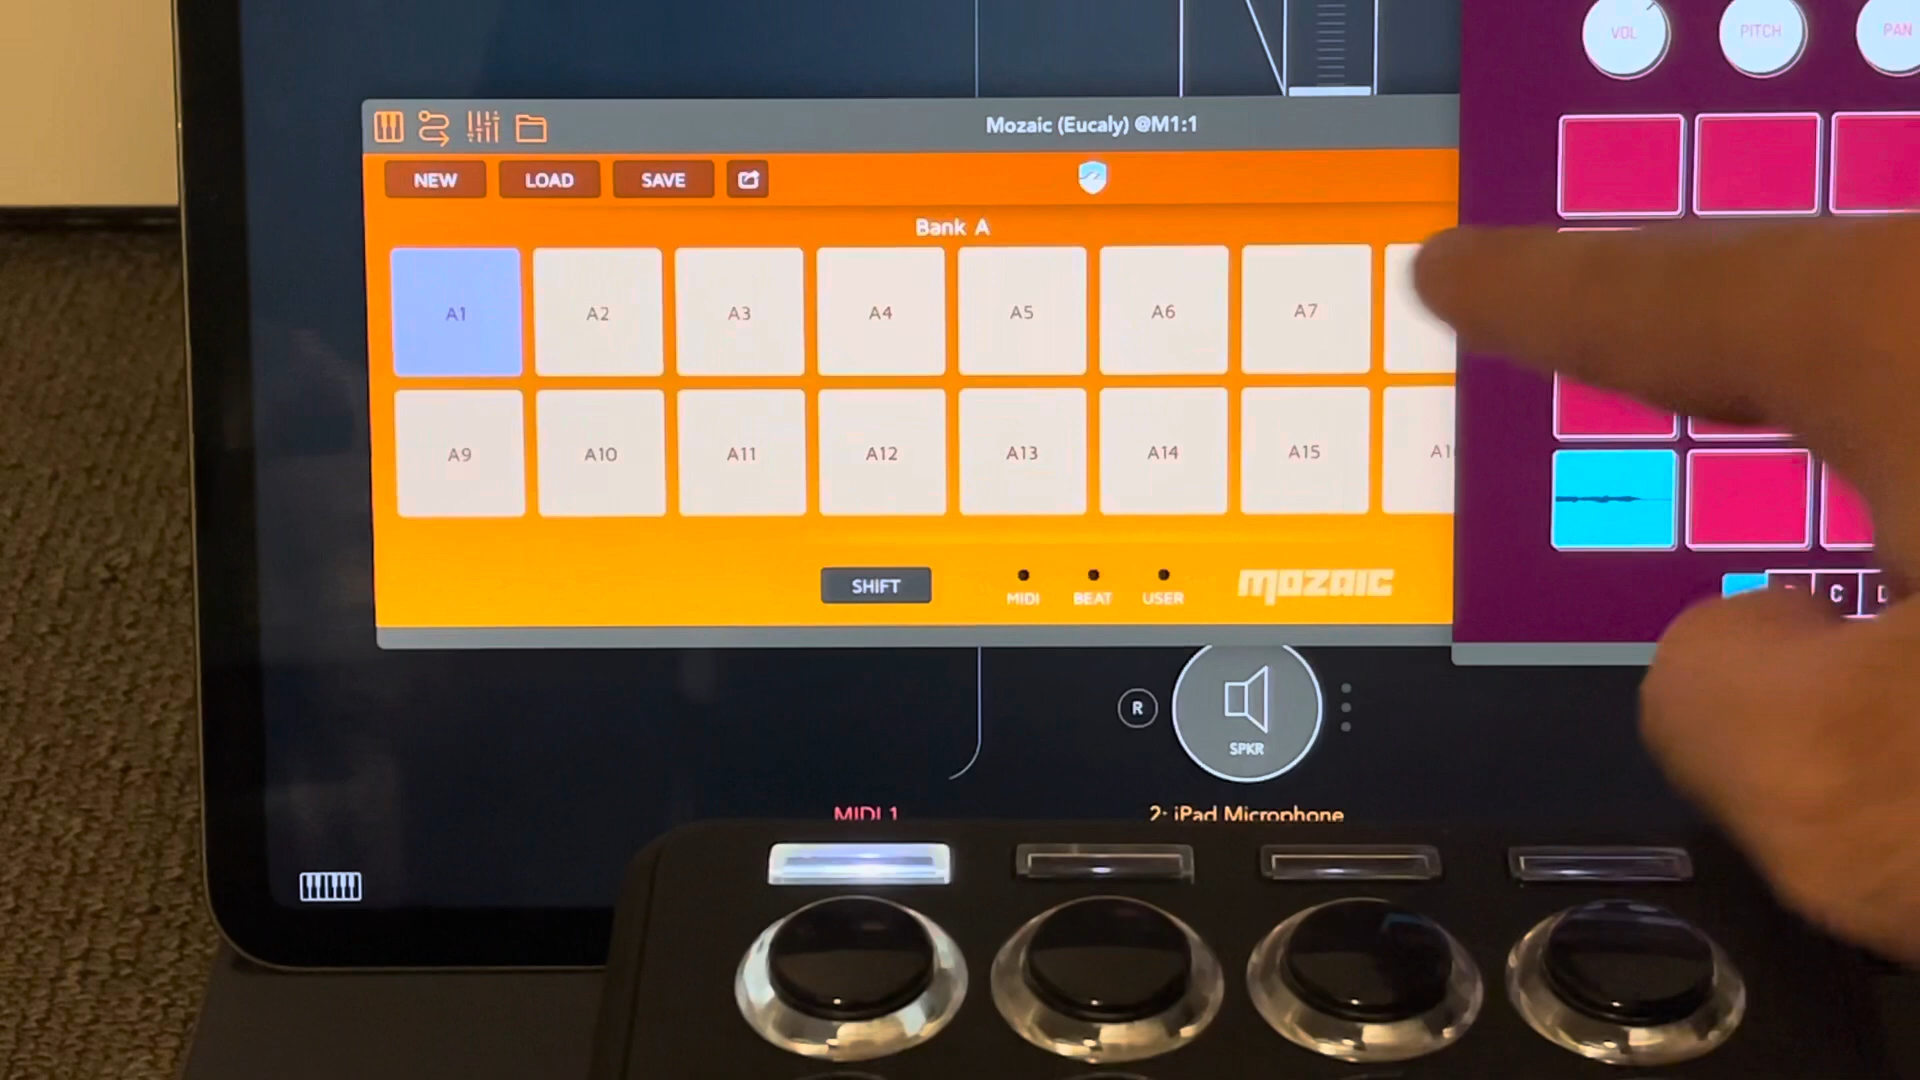 VOL PITCH PAN
Mozaic (Eucaly) @M1:1
NEW LOAD SAVE
Bank A
A1 A2 A3 A4 A5 A6 A7
A9 A10 A11 A12 A13 A14 A15
SHIFT
MIDI BEAT USER
mozaic
C
R
SPKR
MIDI 1
2: iPad Microphone